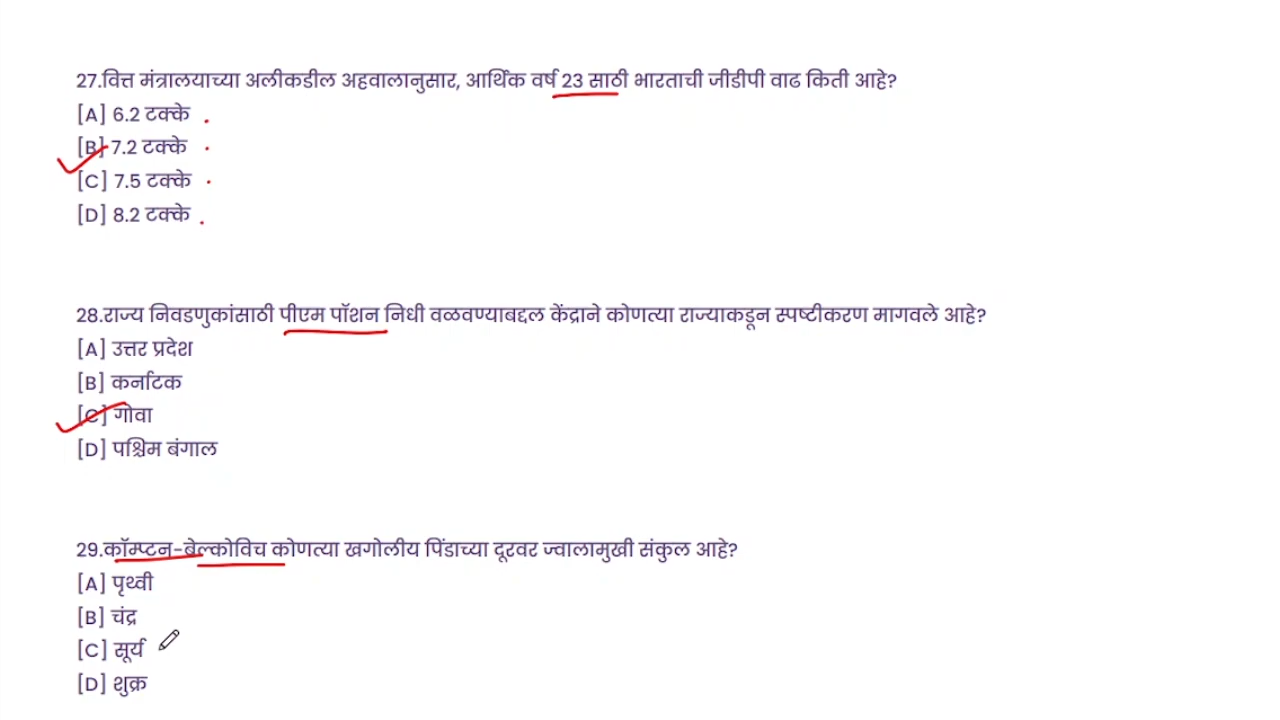 27.वित्त मंत्रालयाच्या अलीकडील अहवालानुसार, आर्थिक वर्ष 23 साठी भारताची जीडीपी वाढ किती आहे?
[A] 6.2 टक्के
[B] 7.2 टक्के
[C] 7.5 टक्के
[D] 8.2 टक्के
28.राज्य निवडणुकांसाठी पीएम पॉशन निधी वळवण्याबद्दल केंद्राने कोणत्या राज्याकडून स्पष्टीकरण मागवले आहे?
[A] उत्तर प्रदेश
[B] कर्नाटक
[C] गोवा
[D] पश्चिम बंगाल
29.कॉम्प्टन-बेल्कोविच कोणत्या खगोलीय पिंडाच्या दूरवर ज्वालामुखी संकुल आहे?
[A] पृथ्वी
[B] चंद्र
[C] सूर्य
[D] शुक्र